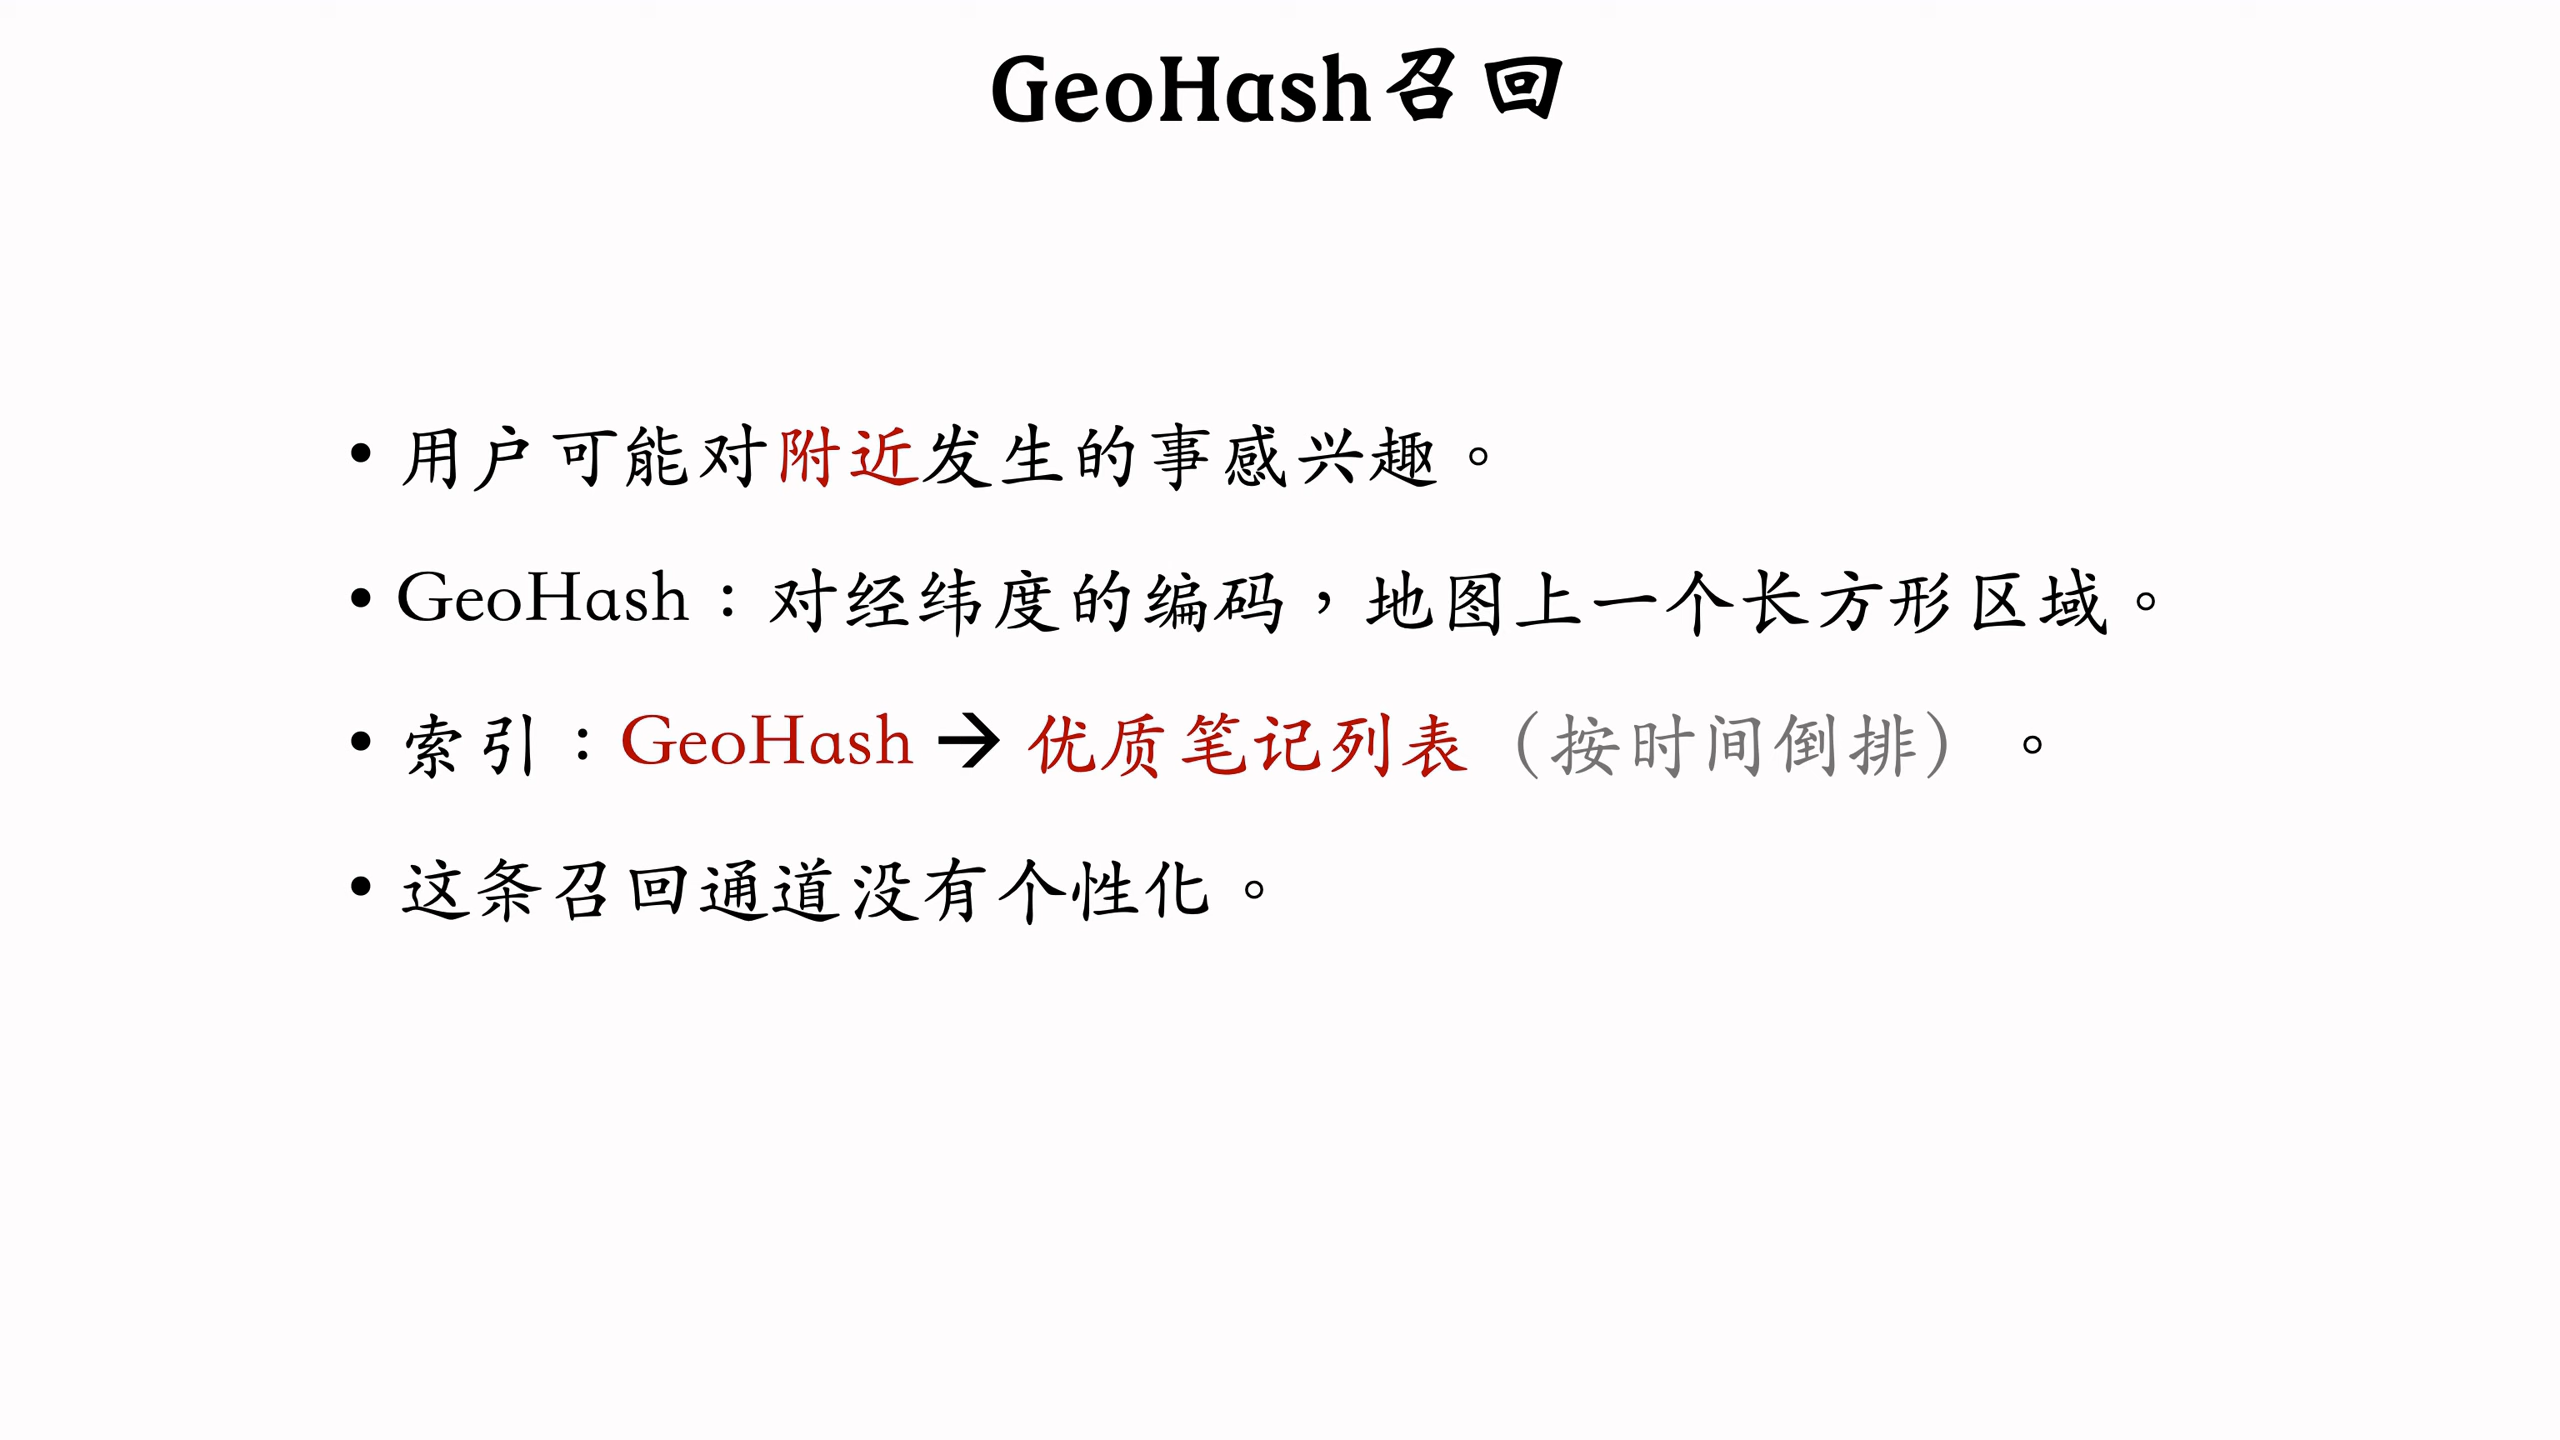 GeoHash召回
• 用户可能对附近发生的事感兴趣。
• GeoHash：对经纬度的编码，地图上一个长方形区域。
• 索引：GeoHash → 优质笔记列表（按时间倒排）。
• 这条召回通道没有个性化。